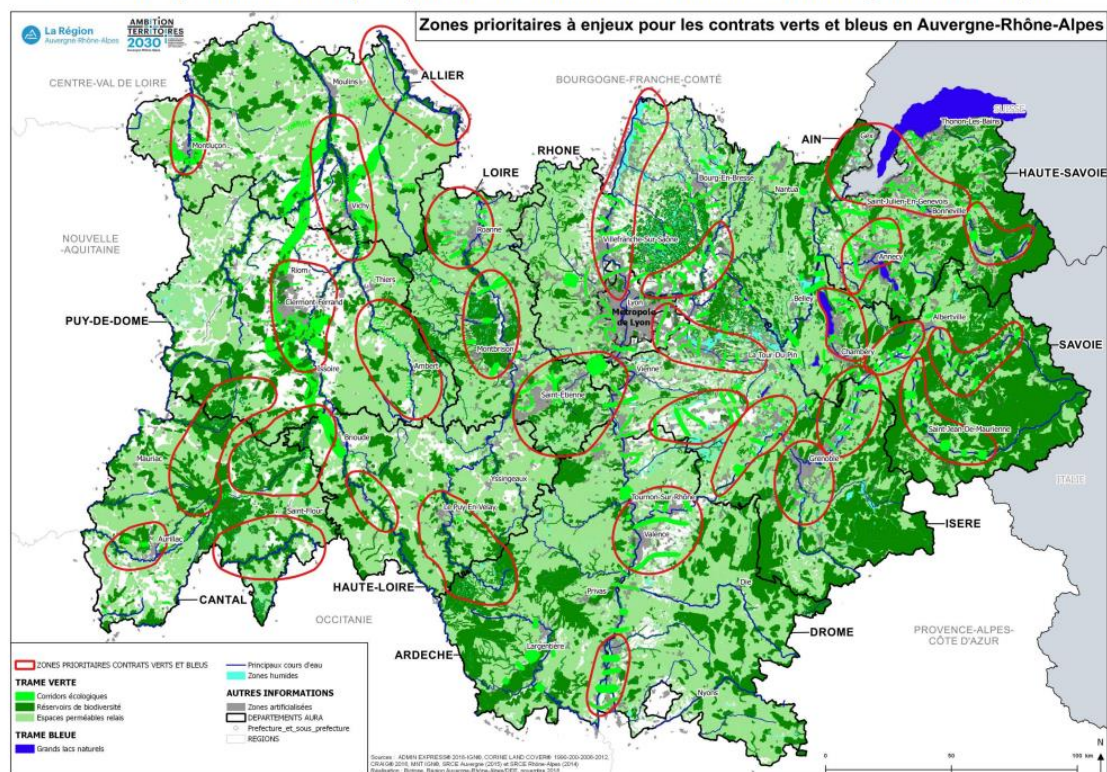 La Région
Auvergne-Rhône-Alpes
AMBITION
TERRITOIRES
2030
Zones prioritaires à enjeux pour les contrats verts et bleus en Auvergne-Rhône-Alpes
CENTRE-VAL DE LOIRE
BOURGOGNE-FRANCHE-COMTÉ
SUISSE
ALLIER
Moulins
Montluçon
Thonon-Les-Bains
Gex
AIN
RHONE
LOIRE
HAUTE-SAVOIE
Bourg-En-Bresse
Nantua
Saint-Julien-En-Genevois
Bonneville
Vichy
Roanne
NOUVELLE
-AQUITAINE
Villefranche-Sur-Saône
Annecy
Riom
Thiers
Clermont-Ferrand
Lyon
Métropole
de Lyon
Belley
Albertville
PUY-DE-DOME
SAVOIE
Montbrison
Ambert
La-Tour-Du-Pin
Chambéry
Issoire
Vienne
Saint-Etienne
Saint-Jean-De-Maurienne
Brioude
Mauriac
Grenoble
Yssingeaux
ITALIE
Saint-Flour
Le Puy-En-Velay
Tournon-Sur-Rhône
Valence
ISERE
Aurillac
HAUTE-LOIRE
Privas
Die
CANTAL
OCCITANIE
DROME
PROVENCE-ALPES-
CÔTE D'AZUR
ARDECHE
Largentière
Nyons
ZONES PRIORITAIRES CONTRATS VERTS ET BLEUS
TRAME VERTE
Corridors écologiques
Réservoirs de biodiversité
Espaces perméables relais
TRAME BLEUE
Grands lacs naturels
Principaux cours d'eau
Zones humides
AUTRES INFORMATIONS
Zones artificialisées
DEPARTEMENTS AURA
Prefecture_et_sous_prefecture
REGIONS
0 50 100 km
N